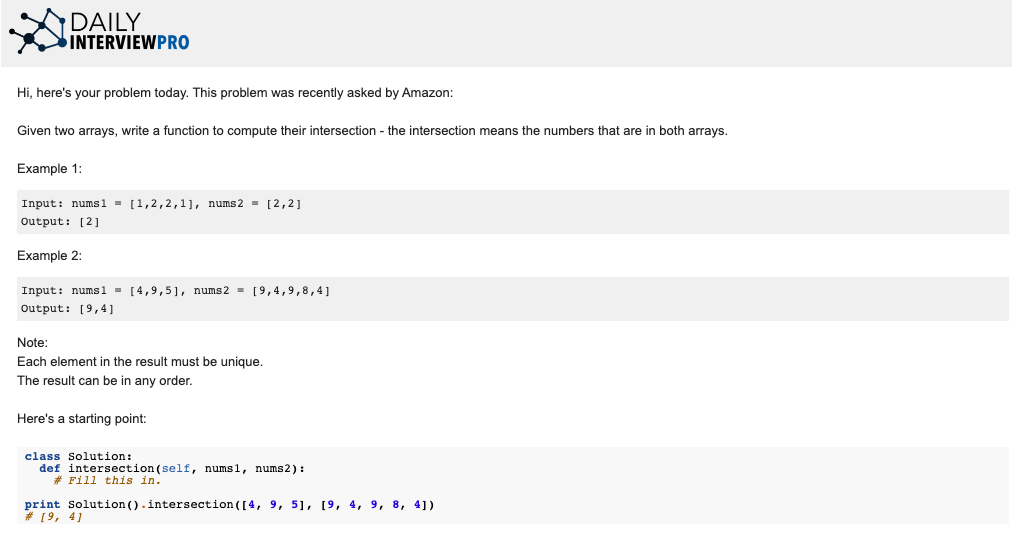 DAILY
INTERVIEWPRO
Hi, here's your problem today. This problem was recently asked by Amazon:
Given two arrays, write a function to compute their intersection - the intersection means the numbers that are in both arrays.
Example 1:
Input: nums1 = [1,2,2,1], nums2 = [2,2]
Output: [2]
Example 2:
Input: nums1 = [4,9,5], nums2 = [9,4,9,8,4]
Output: [9,4]
Note:
Each element in the result must be unique.
The result can be in any order.
Here's a starting point:
class Solution:
  def intersection(self, nums1, nums2):
    # Fill this in.
print Solution().intersection([4, 9, 5], [9, 4, 9, 8, 4])
# [9, 4]